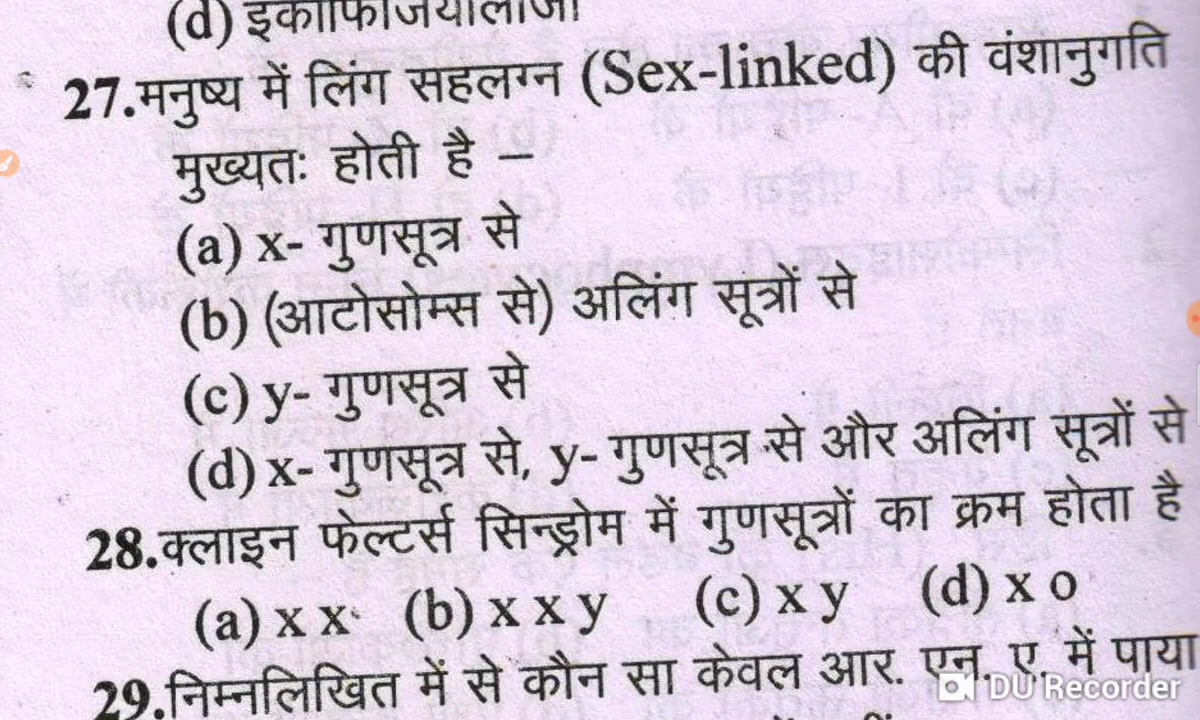 (d) इकोफिजियोलॉजी
27.मनुष्य में लिंग सहलग्न (Sex-linked) की वंशानुगति
मुख्यतः होती है –
(a) x- गुणसूत्र से
(b) (आटोसोम्स से) अलिंग सूत्रों से
(c) y- गुणसूत्र से
(d) x- गुणसूत्र से, y- गुणसूत्र से और अलिंग सूत्रों से
28.क्लाइन फेल्टर्स सिन्ड्रोम में गुणसूत्रों का क्रम होता है
(a) x x (b) x x y (c) x y (d) x o
29.निम्नलिखित में से कौन सा केवल आर. एन. ए. में पाया
DU Recorder